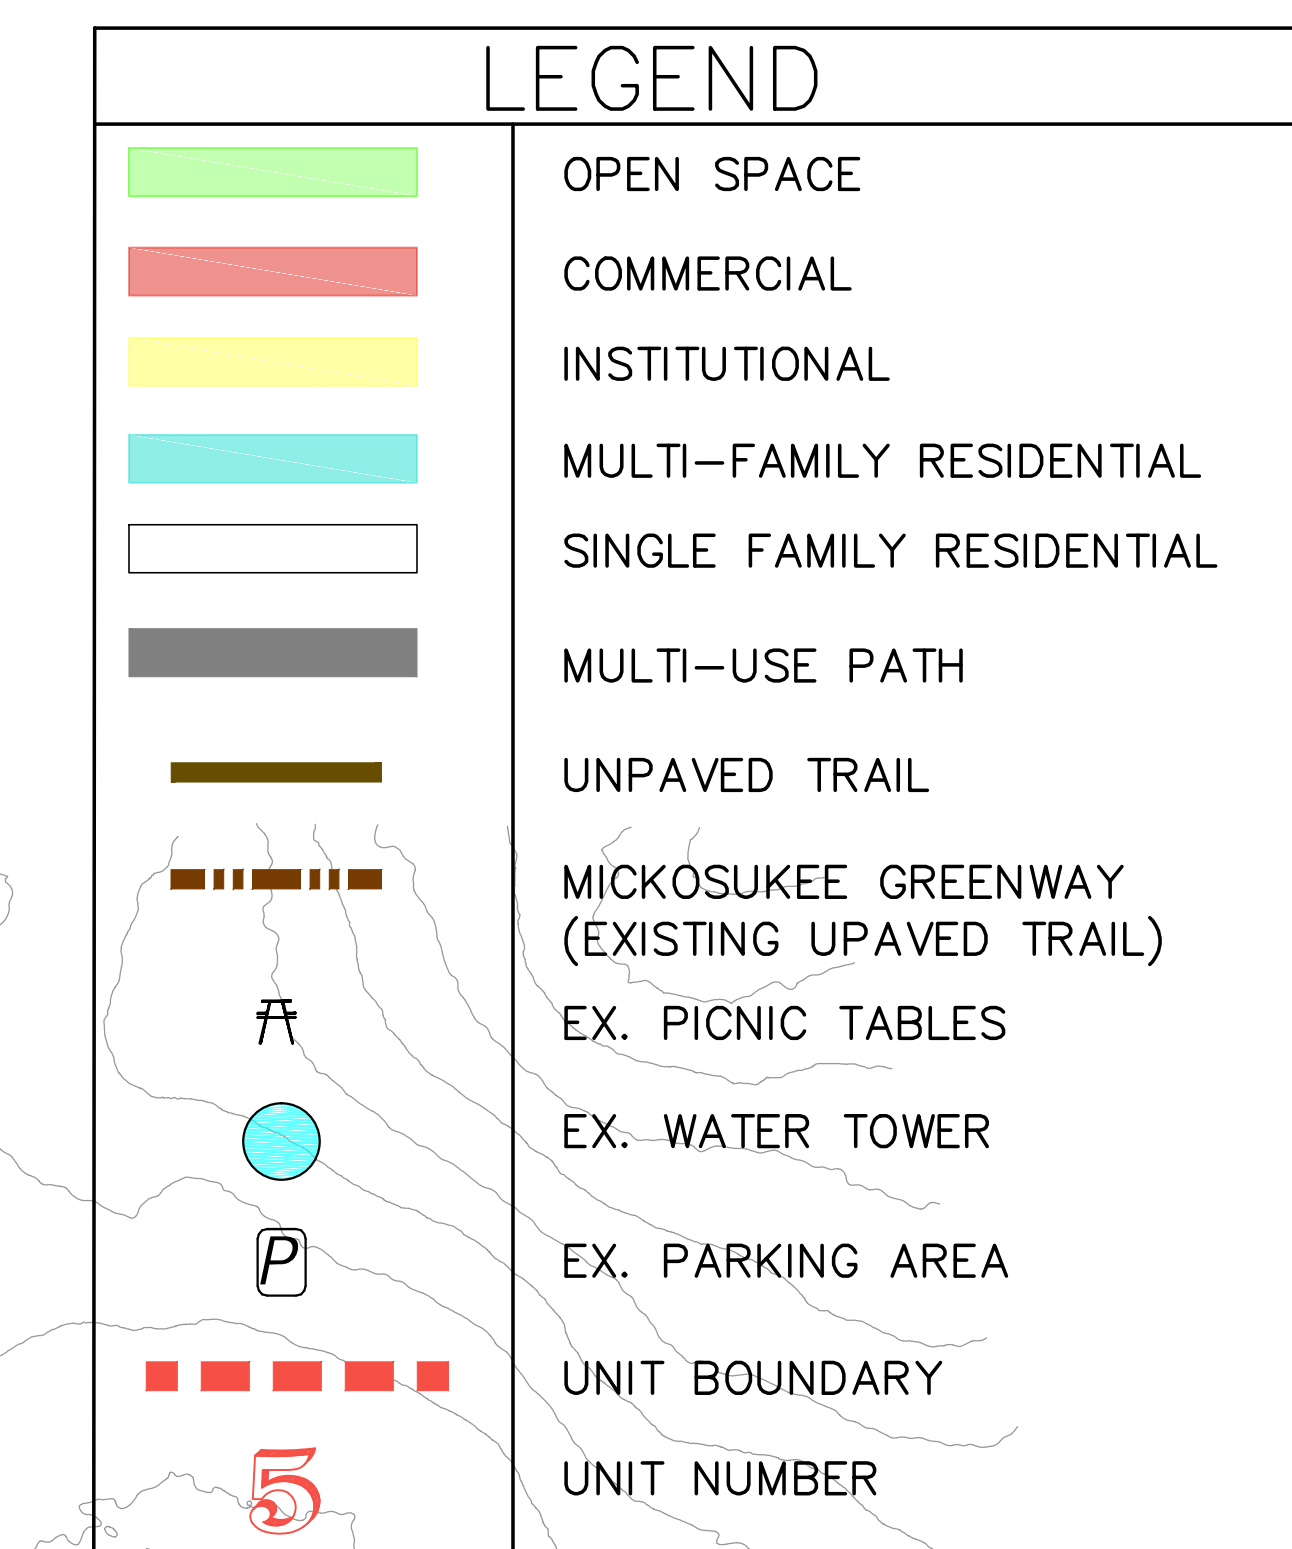 LEGEND
OPEN SPACE
COMMERCIAL
INSTITUTIONAL
MULTI-FAMILY RESIDENTIAL
SINGLE FAMILY RESIDENTIAL
MULTI-USE PATH
UNPAVED TRAIL
MICKOSUKEE GREENWAY
(EXISTING UPAVED TRAIL)
EX. PICNIC TABLES
EX. WATER TOWER
P EX. PARKING AREA
UNIT BOUNDARY
5 UNIT NUMBER